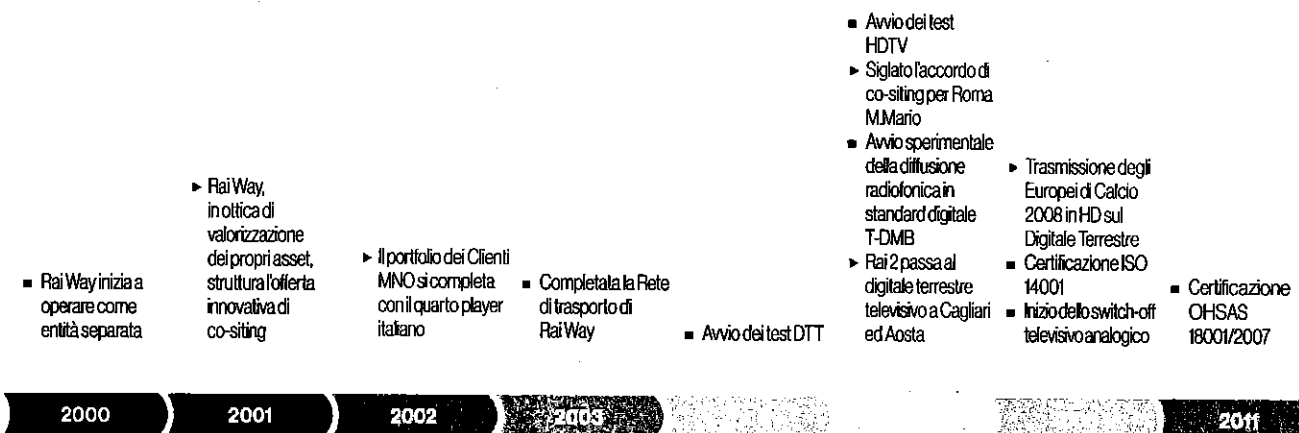 ■ Rai Way inizia a
operare come
entità separata
► Rai Way,
in ottica di
valorizzazione
dei propri asset,
struttura l'offerta
innovativa di
co-siting
► Il portfolio dei Clienti
MNO si completa
con il quarto player
italiano
■ Completata la Rete
di trasporto di
Rai Way
■ Avvio dei test DTT
■ Avvio dei test
HDTV
► Siglato l'accordo di
co-siting per Roma
M.Mario
■ Avvio sperimentale
della diffusione
radiofonica in
standard digitale
T-DMB
► Rai 2 passa al
digitale terrestre
televisivo a Cagliari
ed Aosta
► Trasmissione degli
Europei di Calcio
2008 in HD sul
Digitale Terrestre
■ Certificazione ISO
14001
■ Inizio dello switch-off
televisivo analogico
■ Certificazione
OHSAS
18001/2007
2000
2001
2002
2003
2011